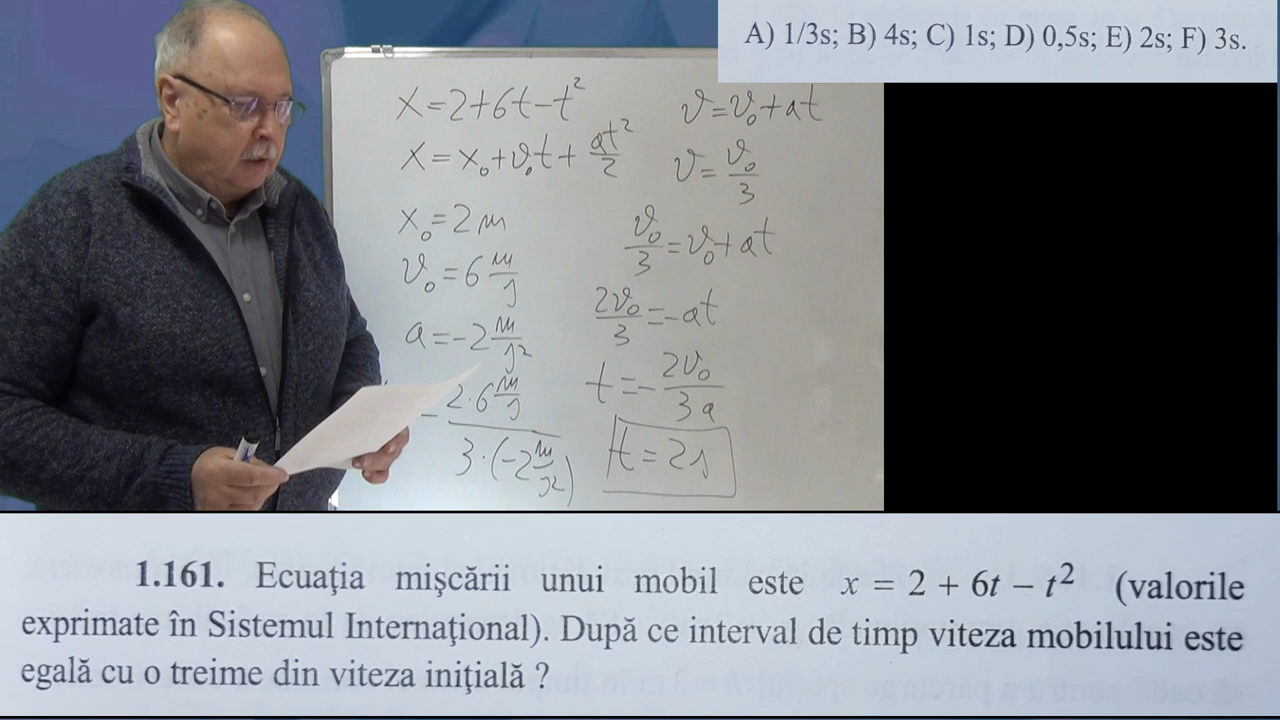 A) 1/3s; B) 4s; C) 1s; D) 0,5s; E) 2s; F) 3s.
x=2+6t-t²
x=x₀+v₀t+at²/2
x₀=2m
v₀=6 m/s
a=-2 m/s²
-2·6 m/s / 3·(-2 m/s²)
v=v₀+at
v=v₀/3
v₀/3=v₀+at
2v₀/3=-at
t=-2v₀/3a
t=2s
1.161. Ecuaţia mişcării unui mobil este x = 2 + 6t − t² (valorile
exprimate în Sistemul Internaţional). După ce interval de timp viteza mobilului este
egală cu o treime din viteza iniţială ?